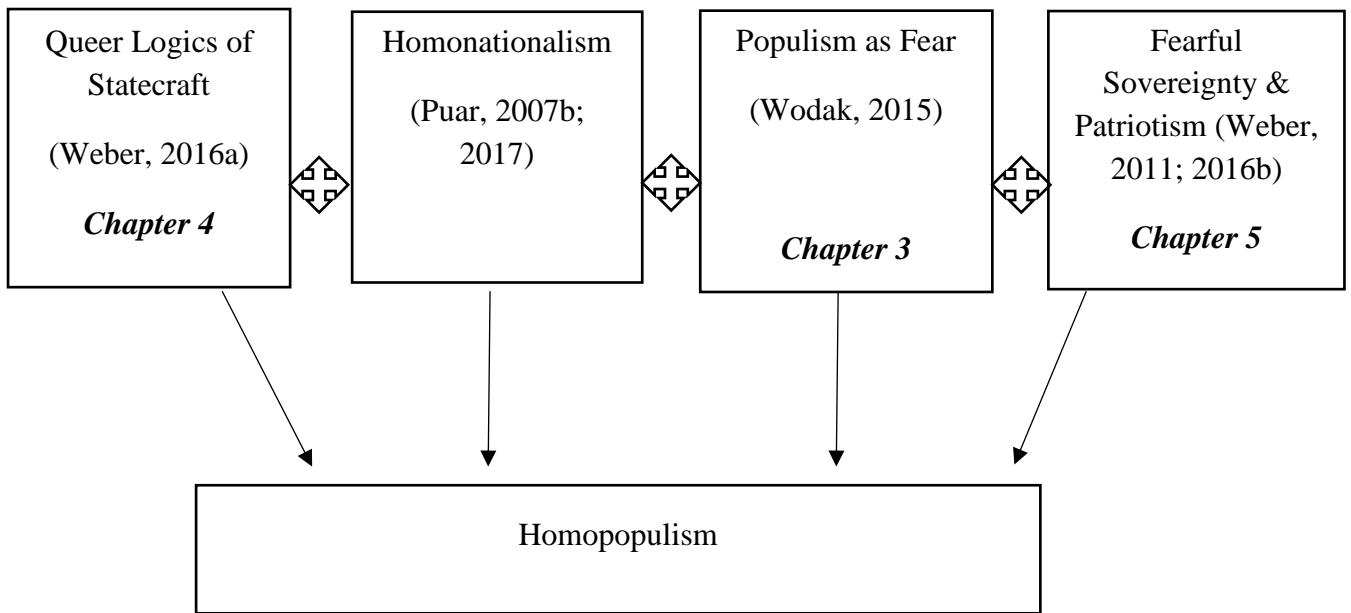 Queer Logics of
Statecraft
(Weber, 2016a)
Chapter 4
Homonationalism
(Puar, 2007b;
2017)
Populism as Fear
(Wodak, 2015)
Chapter 3
Fearful
Sovereignty &
Patriotism (Weber,
2011; 2016b)
Chapter 5
Homopopulism